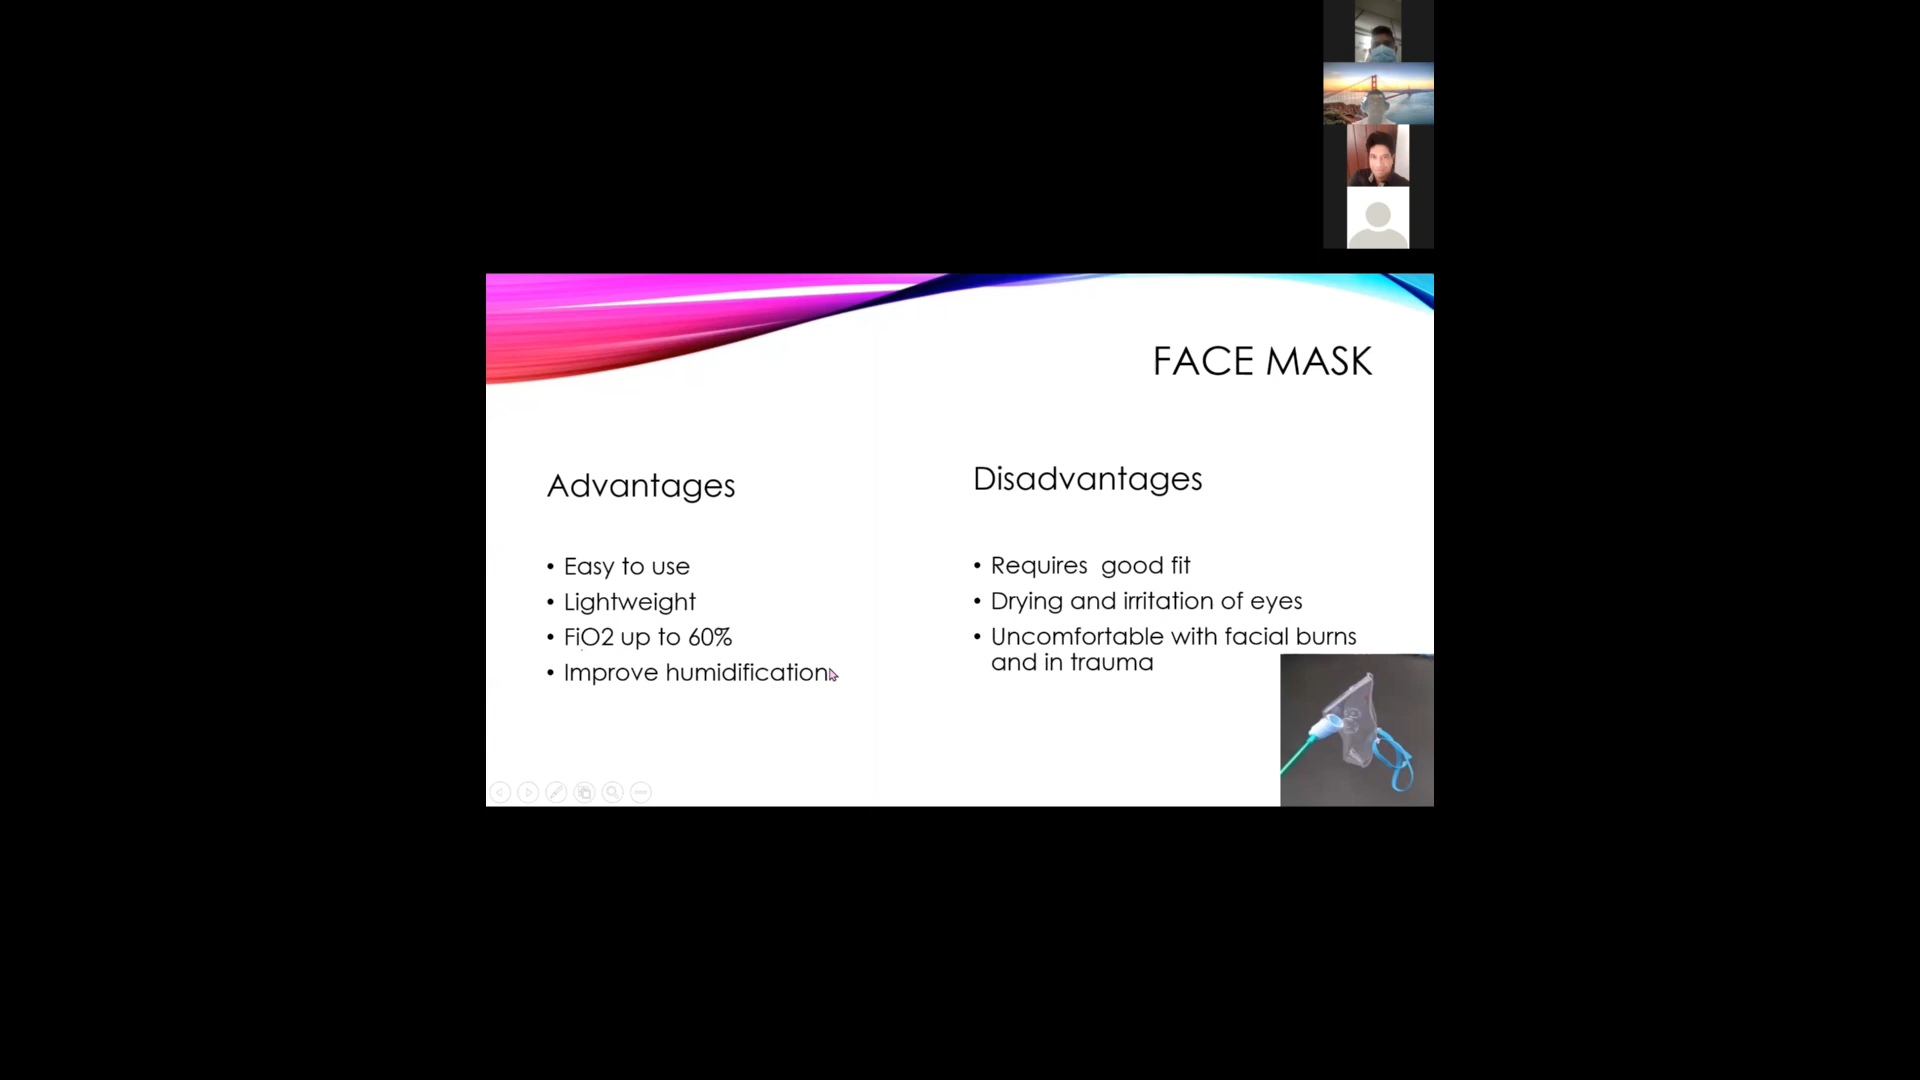 FACE MASK
Advantages
• Easy to use
• Lightweight
• FiO2 up to 60%
• Improve humidification
Disadvantages
• Requires  good fit
• Drying and irritation of eyes
• Uncomfortable with facial burns
and in trauma